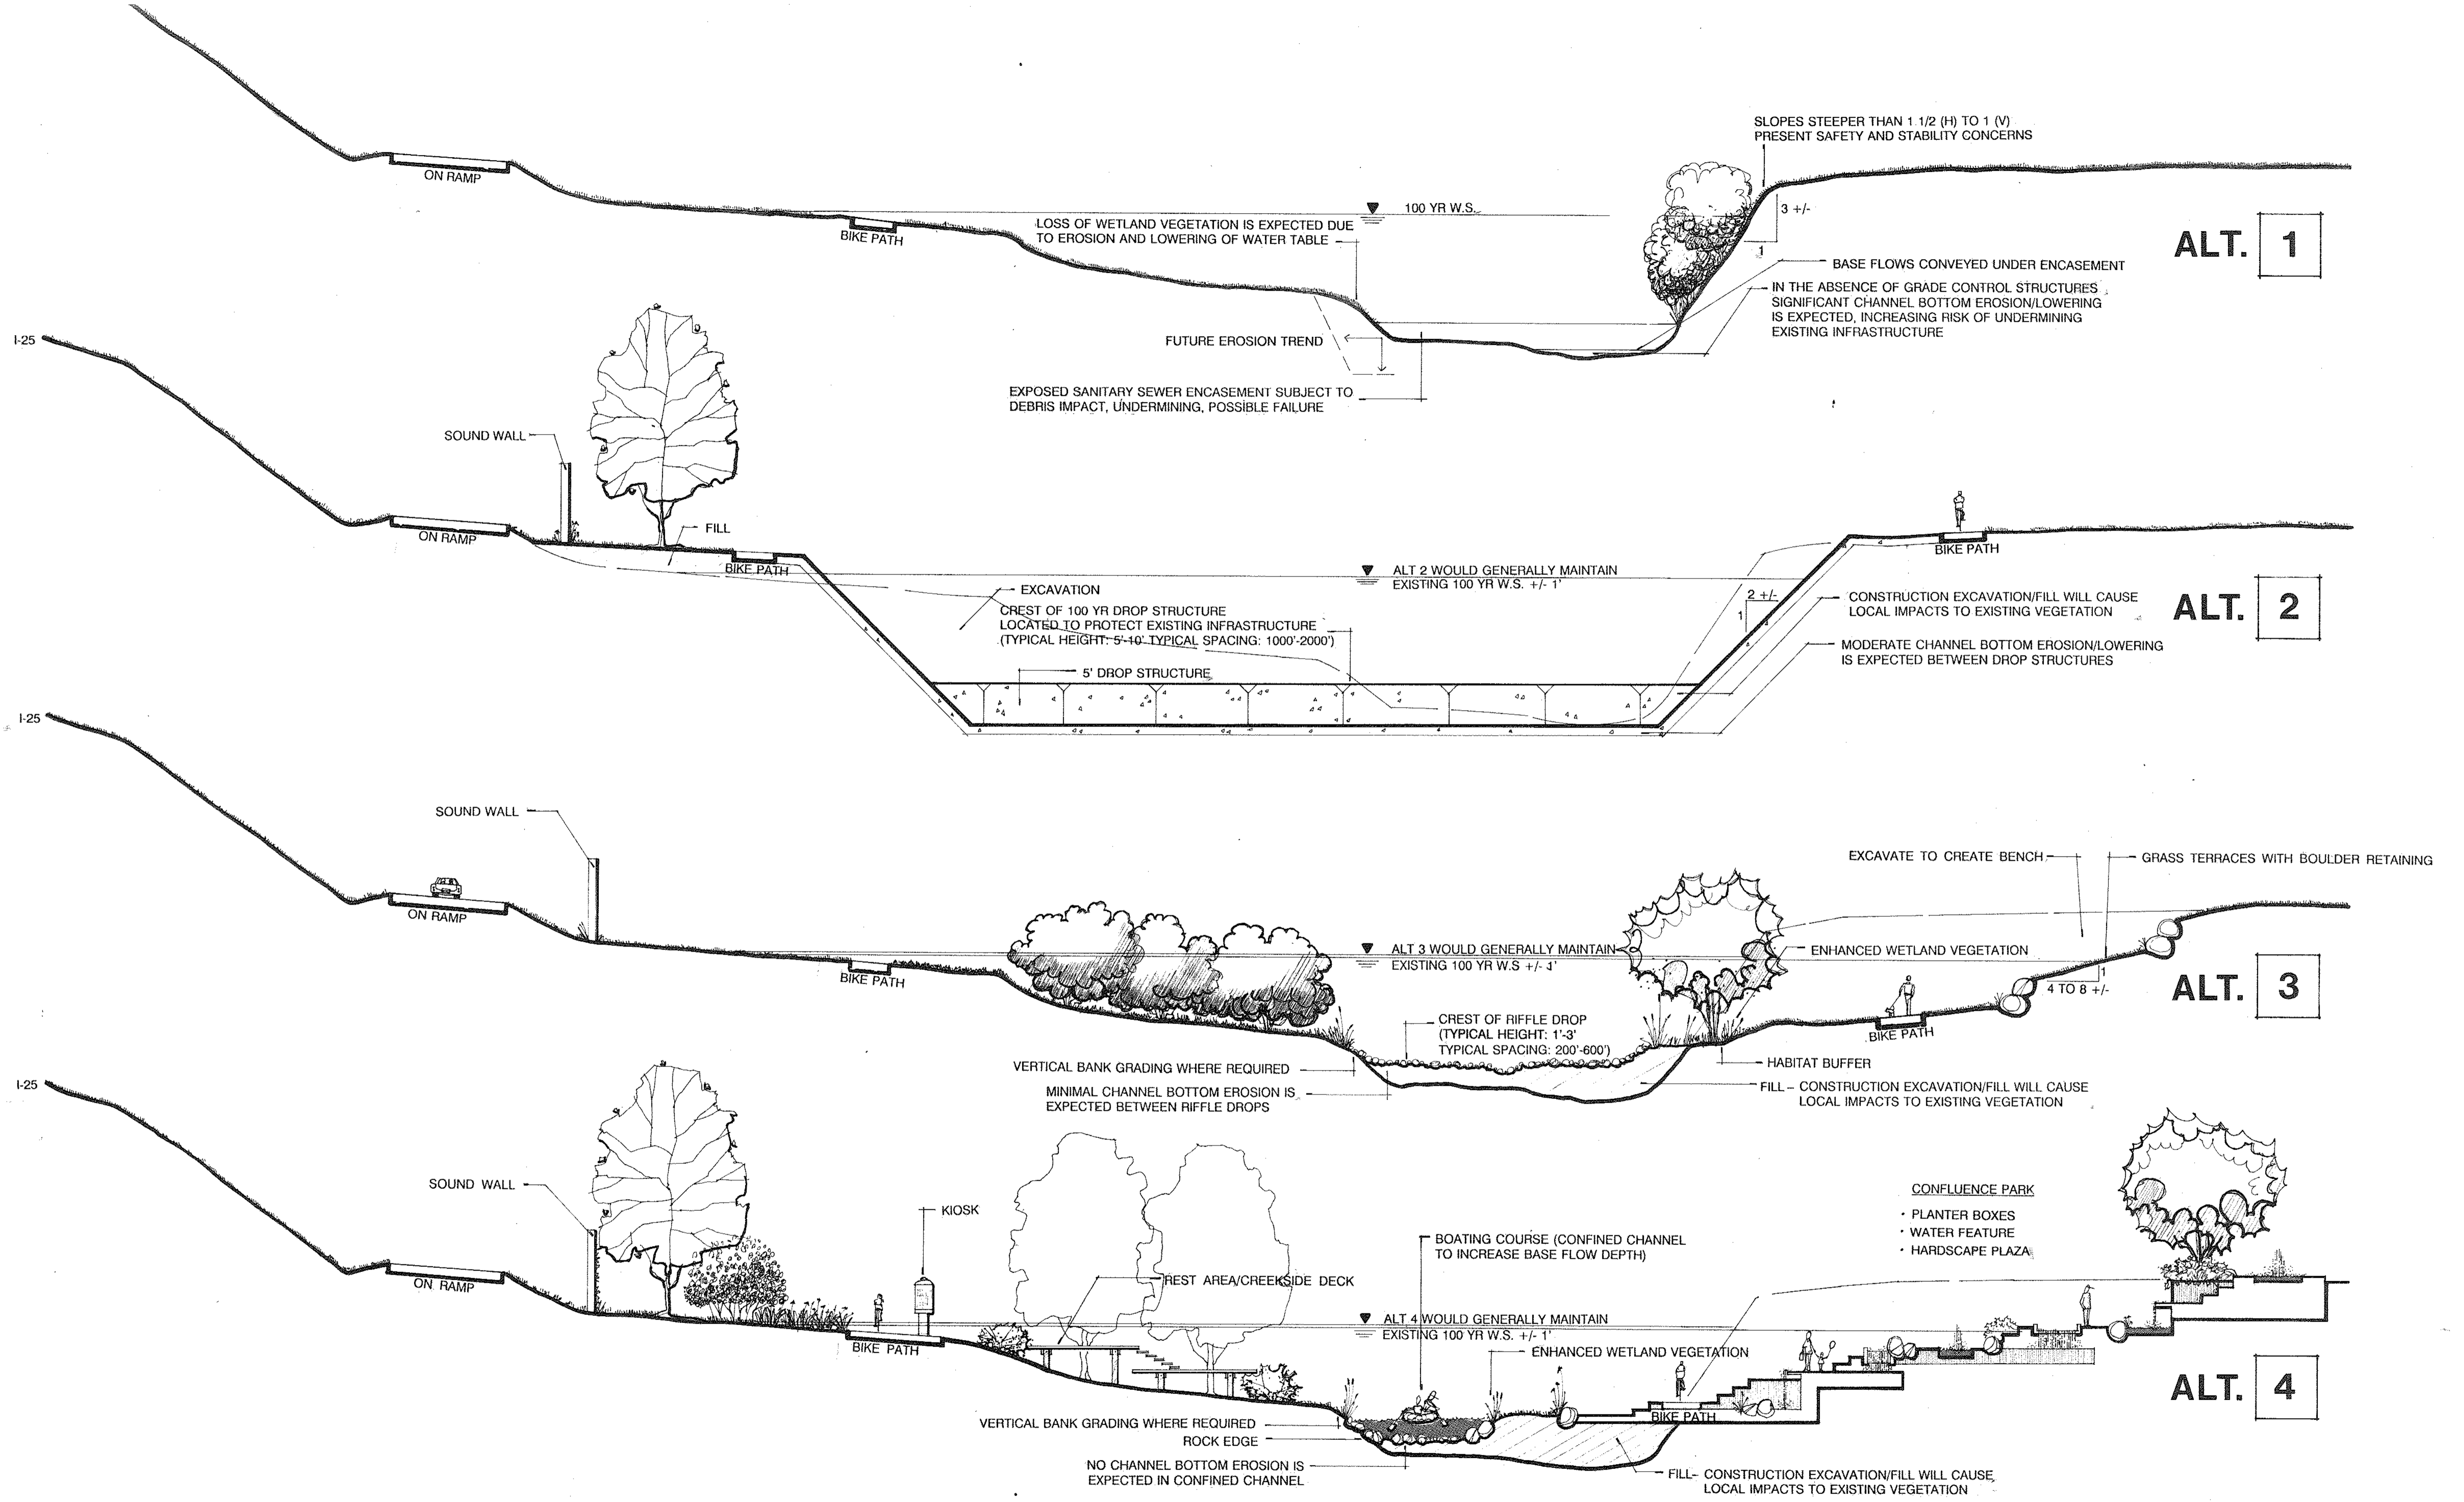 SLOPES STEEPER THAN 1 1/2 (H) TO 1 (V)
PRESENT SAFETY AND STABILITY CONCERNS
ON RAMP
BIKE PATH
LOSS OF WETLAND VEGETATION IS EXPECTED DUE
TO EROSION AND LOWERING OF WATER TABLE
100 YR W.S.
3 +/-
1
ALT. 1
BASE FLOWS CONVEYED UNDER ENCASEMENT
IN THE ABSENCE OF GRADE CONTROL STRUCTURES
SIGNIFICANT CHANNEL BOTTOM EROSION/LOWERING
IS EXPECTED, INCREASING RISK OF UNDERMINING
EXISTING INFRASTRUCTURE
FUTURE EROSION TREND
EXPOSED SANITARY SEWER ENCASEMENT SUBJECT TO
DEBRIS IMPACT, UNDERMINING, POSSIBLE FAILURE
I-25
SOUND WALL
ON RAMP
FILL
BIKE PATH
BIKE PATH
ALT 2 WOULD GENERALLY MAINTAIN
EXISTING 100 YR W.S. +/- 1'
EXCAVATION
CREST OF 100 YR DROP STRUCTURE
LOCATED TO PROTECT EXISTING INFRASTRUCTURE
(TYPICAL HEIGHT: 5'-10' TYPICAL SPACING: 1000'-2000')
2 +/-
1
CONSTRUCTION EXCAVATION/FILL WILL CAUSE
LOCAL IMPACTS TO EXISTING VEGETATION
ALT. 2
MODERATE CHANNEL BOTTOM EROSION/LOWERING
IS EXPECTED BETWEEN DROP STRUCTURES
5' DROP STRUCTURE
I-25
SOUND WALL
ON RAMP
BIKE PATH
EXCAVATE TO CREATE BENCH
GRASS TERRACES WITH BOULDER RETAINING
ALT 3 WOULD GENERALLY MAINTAIN
EXISTING 100 YR W.S +/- 1'
ENHANCED WETLAND VEGETATION
1
4 TO 8 +/-
ALT. 3
CREST OF RIFFLE DROP
(TYPICAL HEIGHT: 1'-3'
TYPICAL SPACING: 200'-600')
BIKE PATH
VERTICAL BANK GRADING WHERE REQUIRED
HABITAT BUFFER
MINIMAL CHANNEL BOTTOM EROSION IS
EXPECTED BETWEEN RIFFLE DROPS
FILL – CONSTRUCTION EXCAVATION/FILL WILL CAUSE
LOCAL IMPACTS TO EXISTING VEGETATION
I-25
SOUND WALL
ON RAMP
KIOSK
BIKE PATH
REST AREA/CREEKSIDE DECK
BOATING COURSE (CONFINED CHANNEL
TO INCREASE BASE FLOW DEPTH)
CONFLUENCE PARK
• PLANTER BOXES
• WATER FEATURE
• HARDSCAPE PLAZA
ALT 4 WOULD GENERALLY MAINTAIN
EXISTING 100 YR W.S. +/- 1'
ENHANCED WETLAND VEGETATION
ALT. 4
BIKE PATH
VERTICAL BANK GRADING WHERE REQUIRED
ROCK EDGE
NO CHANNEL BOTTOM EROSION IS
EXPECTED IN CONFINED CHANNEL
FILL– CONSTRUCTION EXCAVATION/FILL WILL CAUSE
LOCAL IMPACTS TO EXISTING VEGETATION